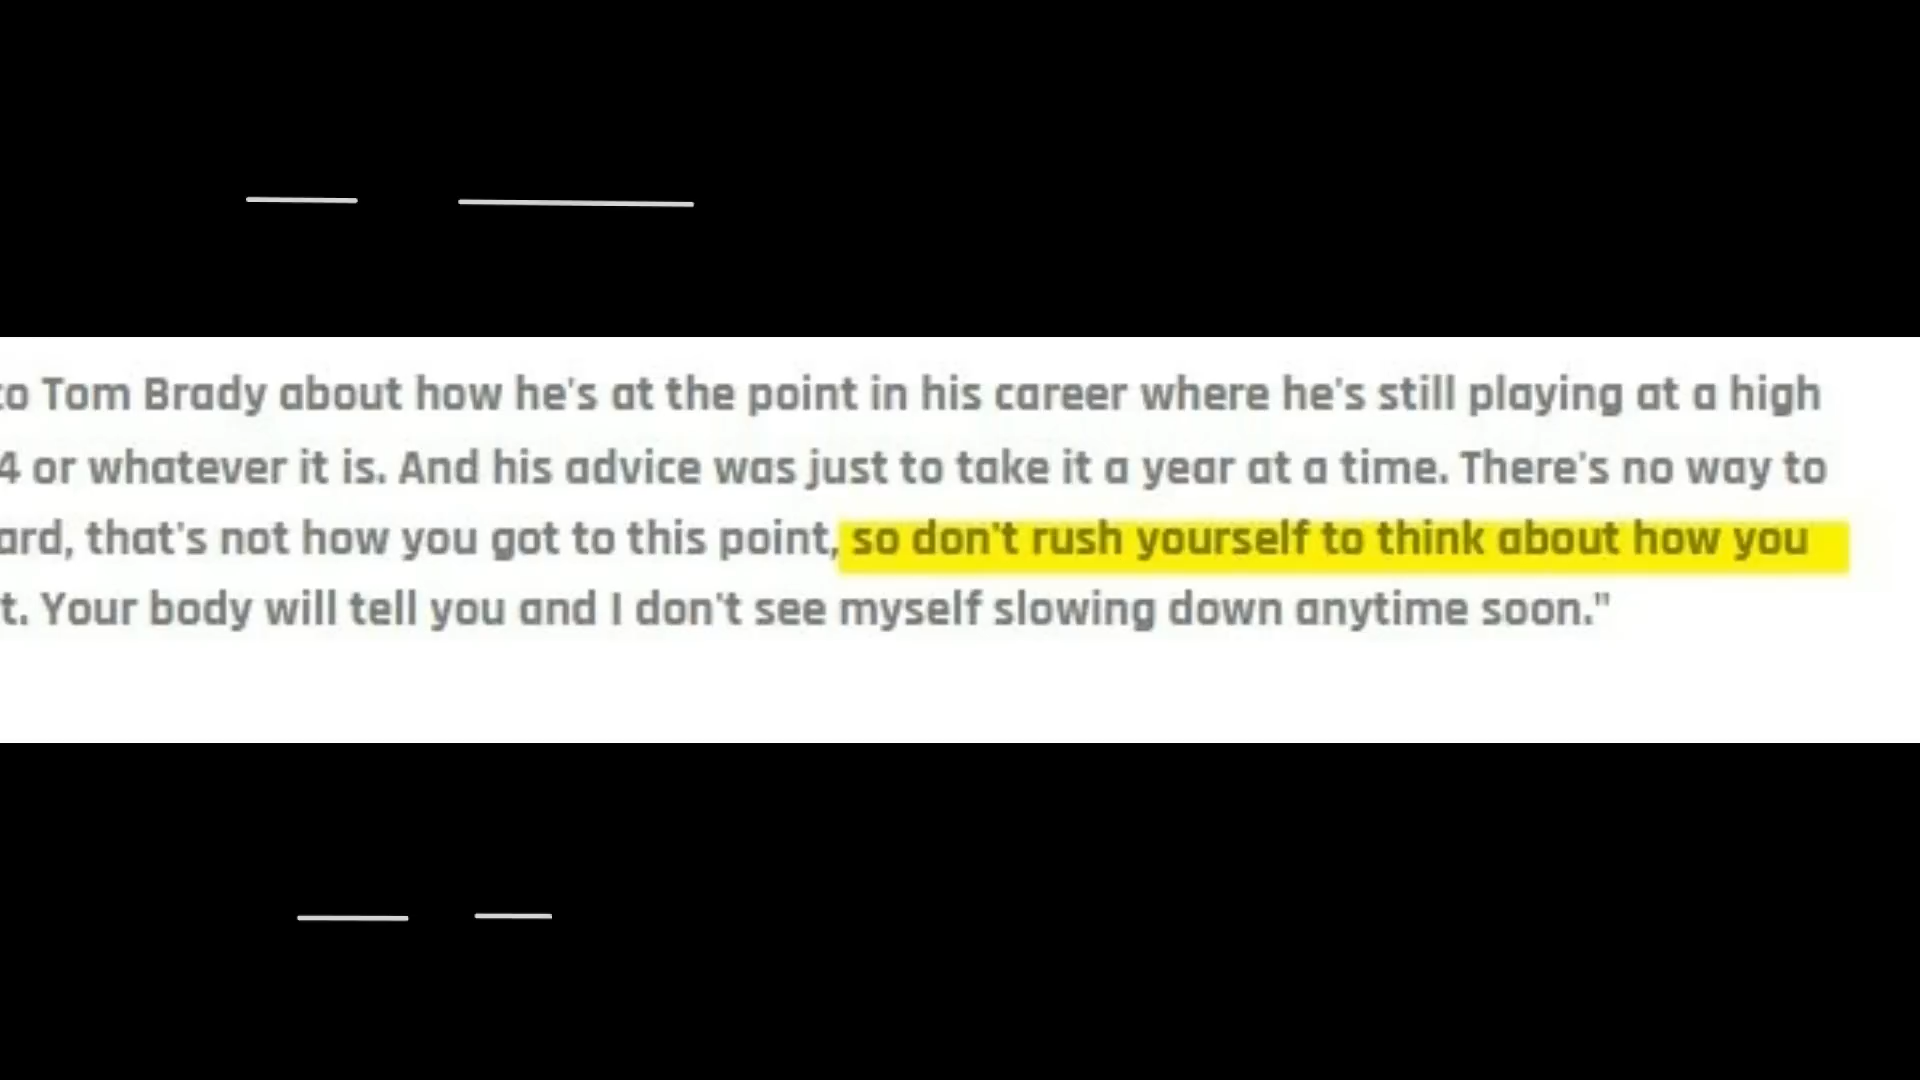 to Tom Brady about how he's at the point in his career where he's still playing at a high
4 or whatever it is. And his advice was just to take it a year at a time. There's no way to
ard, that's not how you got to this point, so don't rush yourself to think about how you
t. Your body will tell you and I don't see myself slowing down anytime soon."